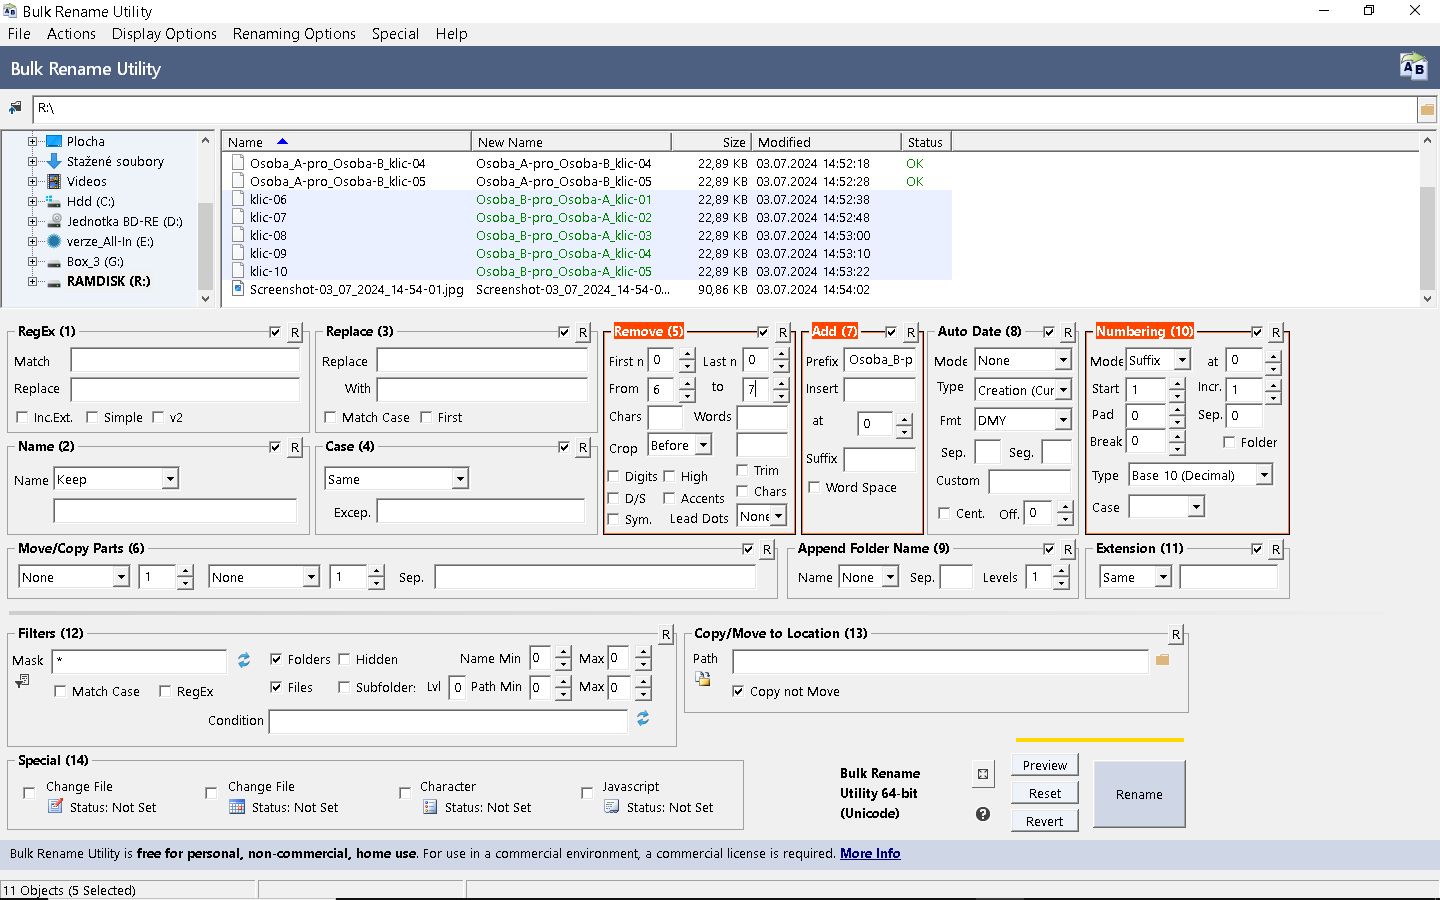 Bulk Rename Utility
File Actions Display Options Renaming Options Special Help
Bulk Rename Utility
R:\
Plocha
Stažené soubory
Videos
Hdd (C:)
Jednotka BD-RE (D:)
verze_All-In (E:)
Box_3 (G:)
RAMDISK (R:)
Name New Name Size Modified Status
Osoba_A-pro_Osoba-B_klic-04 Osoba_A-pro_Osoba-B_klic-04 22,89 KB 03.07.2024 14:52:18 OK
Osoba_A-pro_Osoba-B_klic-05 Osoba_A-pro_Osoba-B_klic-05 22,89 KB 03.07.2024 14:52:28 OK
klic-06 Osoba_B-pro_Osoba-A_klic-01 22,89 KB 03.07.2024 14:52:38
klic-07 Osoba_B-pro_Osoba-A_klic-02 22,89 KB 03.07.2024 14:52:48
klic-08 Osoba_B-pro_Osoba-A_klic-03 22,89 KB 03.07.2024 14:53:00
klic-09 Osoba_B-pro_Osoba-A_klic-04 22,89 KB 03.07.2024 14:53:10
klic-10 Osoba_B-pro_Osoba-A_klic-05 22,89 KB 03.07.2024 14:53:22
Screenshot-03_07_2024_14-54-01.jpg Screenshot-03_07_2024_14-54-0... 90,86 KB 03.07.2024 14:54:02
RegEx (1) R
Match
Replace
Inc.Ext. Simple v2
Name (2) R
Name Keep
Replace (3) R
Replace
With
Match Case First
Case (4) R
Same
Excep.
Remove (5) R
First n 0 Last n 0
From 6 to 7
Chars Words
Crop Before
Digits High Trim
D/S Accents Chars
Sym. Lead Dots None
Add (7) R
Prefix Osoba_B-p
Insert
at 0
Suffix
Word Space
Auto Date (8) R
Mode None
Type Creation (Cur
Fmt DMY
Sep. Seg.
Custom
Cent. Off. 0
Numbering (10) R
Mode Suffix at 0
Start 1 Incr. 1
Pad 0 Sep. 0
Break 0 Folder
Type Base 10 (Decimal)
Case
Move/Copy Parts (6) R
None 1 None 1 Sep.
Append Folder Name (9) R
Name None Sep. Levels 1
Extension (11) R
Same
Filters (12) R
Mask * Folders Hidden Name Min 0 Max 0
Match Case RegEx Files Subfolder: Lvl 0 Path Min 0 Max 0
Condition
Copy/Move to Location (13) R
Path
Copy not Move
Special (14)
Change File
Status: Not Set
Change File
Status: Not Set
Character
Status: Not Set
Javascript
Status: Not Set
Bulk Rename
Utility 64-bit
(Unicode)
Preview
Reset
Revert
Rename
Bulk Rename Utility is free for personal, non-commercial, home use. For use in a commercial environment, a commercial license is required. More Info
11 Objects (5 Selected)